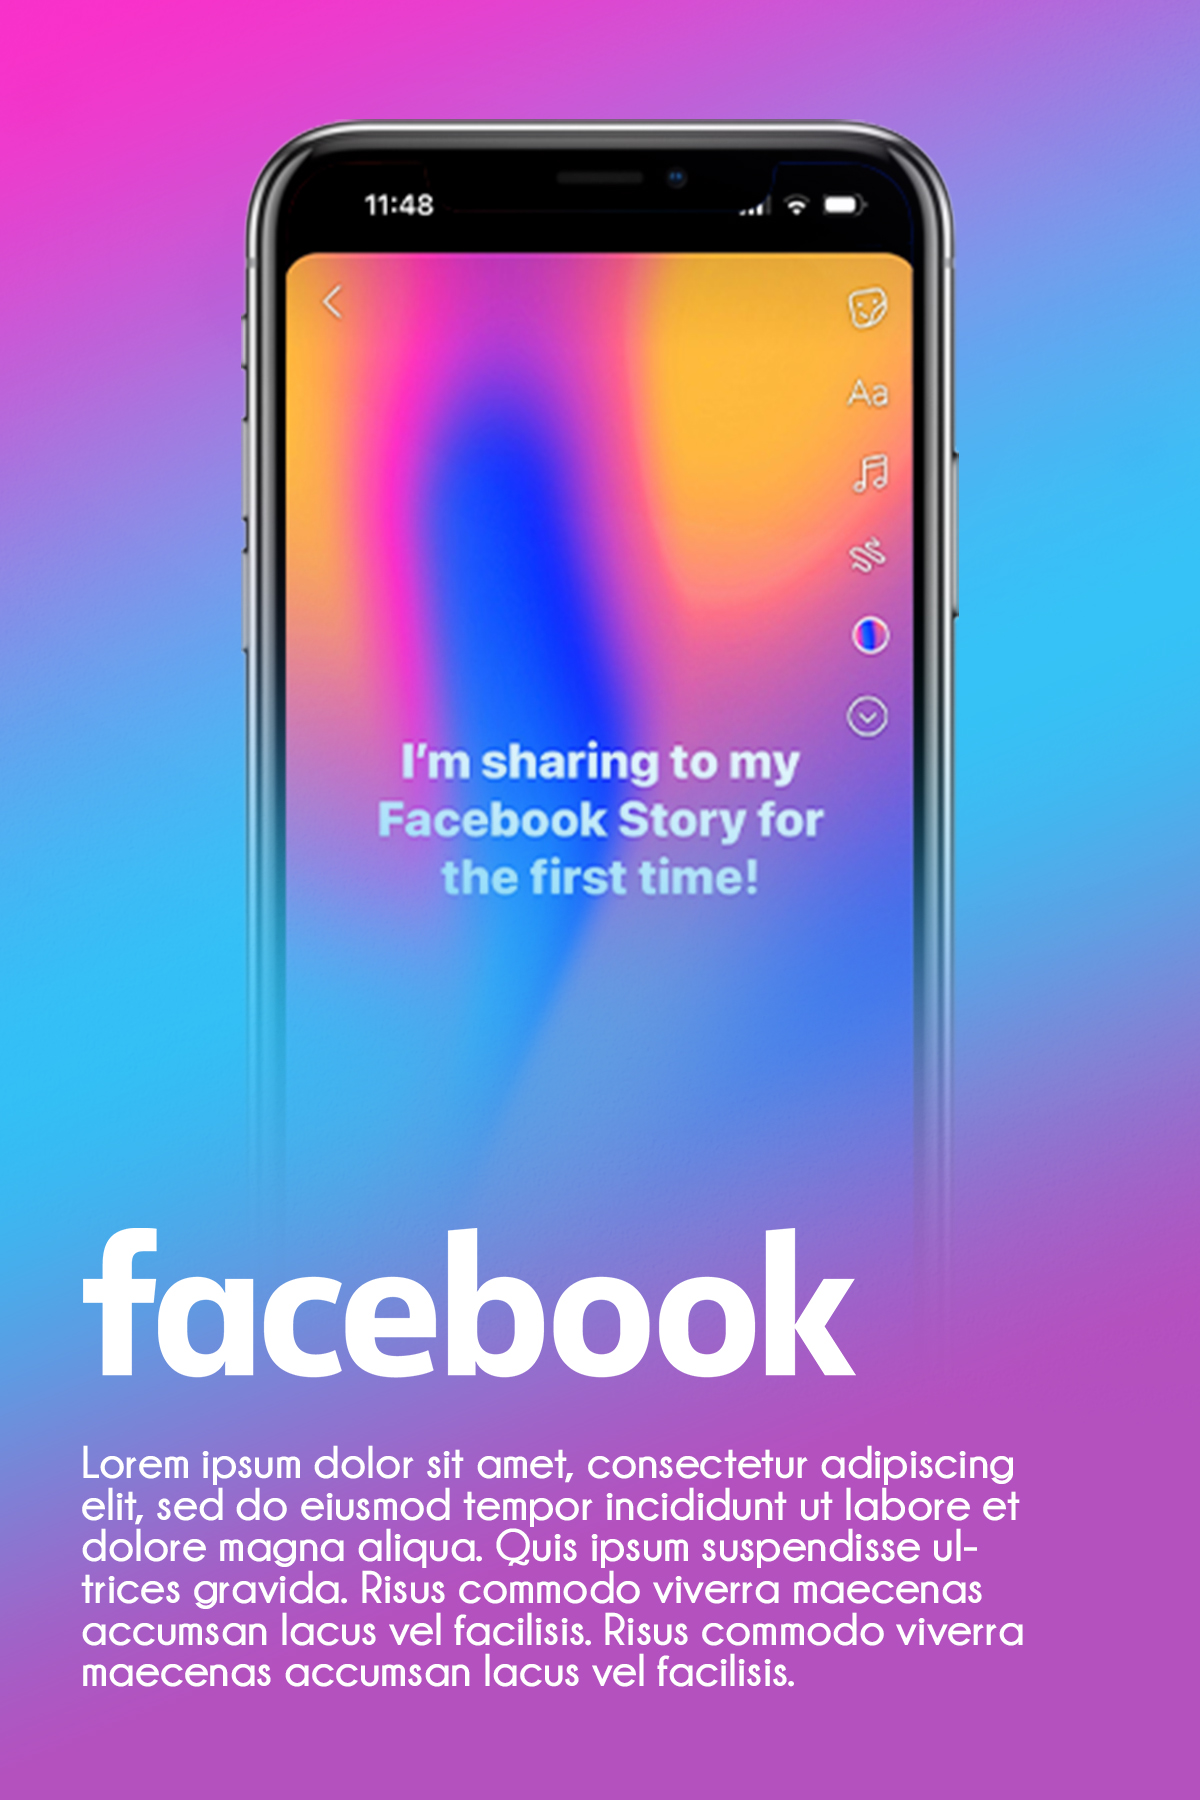 11:48
Aa
I'm sharing to my
Facebook Story for
the first time!
facebook
Lorem ipsum dolor sit amet, consectetur adipiscing
elit, sed do eiusmod tempor incididunt ut labore et
dolore magna aliqua. Quis ipsum suspendisse ul-
trices gravida. Risus commodo viverra maecenas
accumsan lacus vel facilisis. Risus commodo viverra
maecenas accumsan lacus vel facilisis.